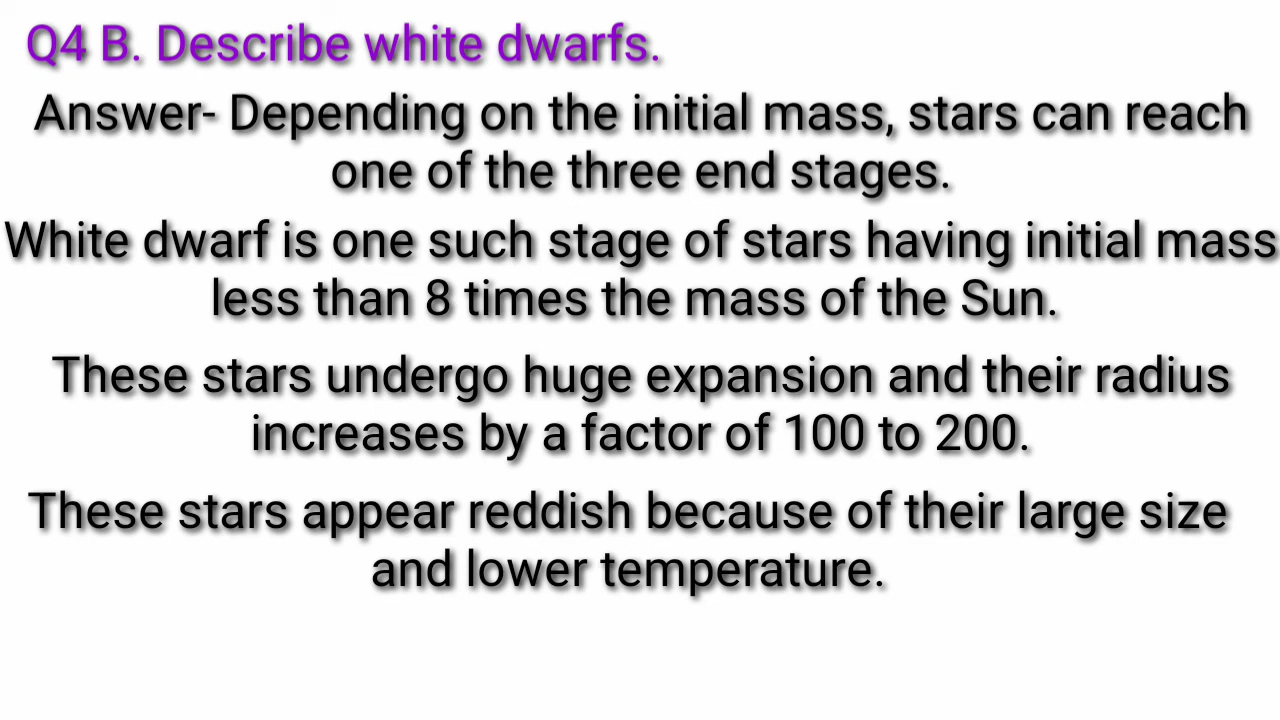 Q4 B. Describe white dwarfs.
Answer- Depending on the initial mass, stars can reach
one of the three end stages.
White dwarf is one such stage of stars having initial mass
less than 8 times the mass of the Sun.
These stars undergo huge expansion and their radius
increases by a factor of 100 to 200.
These stars appear reddish because of their large size
and lower temperature.